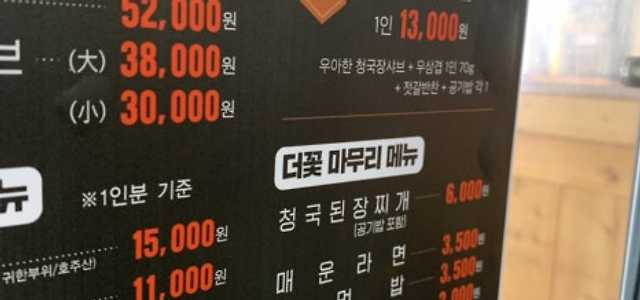 52,000원
브 (大) 38,000원
(小) 30,000원
뉴 ※1인분 기준
15,000원
귀한부위/호주산)
11,000원
1인 13,000원
우아한 청국장샤브 + 우삼겹 1인 70g
+ 젓갈반찬 + 공기밥 각 1
더꽃 마무리 메뉴
청국된장찌개 6,000원
(공기밥 포함)
매운라면 3,500원
먹밥 3,500원